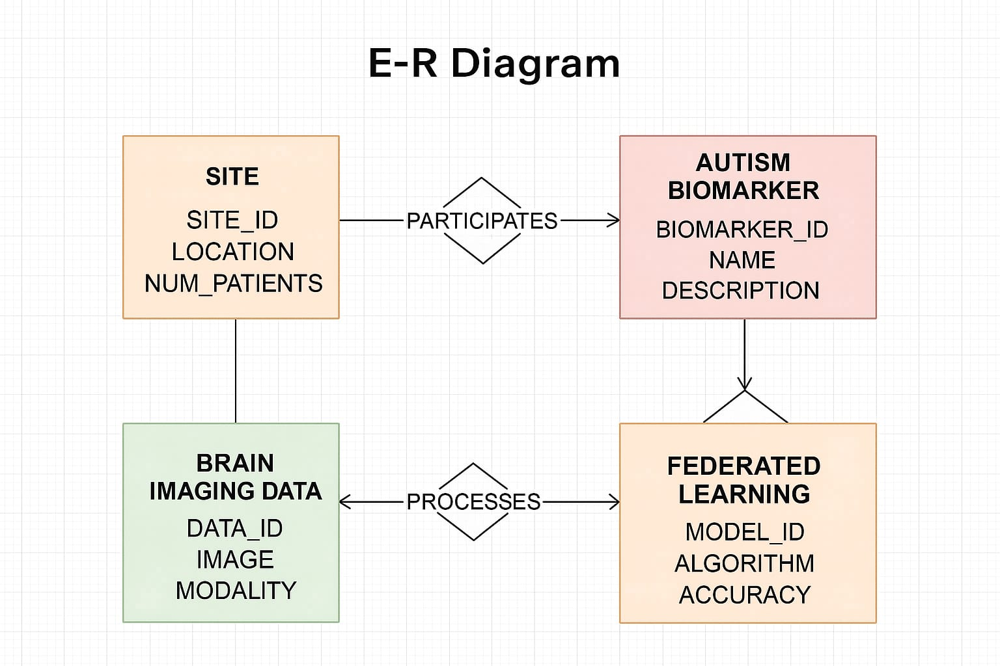 E-R Diagram
SITE
SITE_ID
LOCATION
NUM_PATIENTS
PARTICIPATES
AUTISM
BIOMARKER
BIOMARKER_ID
NAME
DESCRIPTION
BRAIN
IMAGING DATA
DATA_ID
IMAGE
MODALITY
PROCESSES
FEDERATED
LEARNING
MODEL_ID
ALGORITHM
ACCURACY